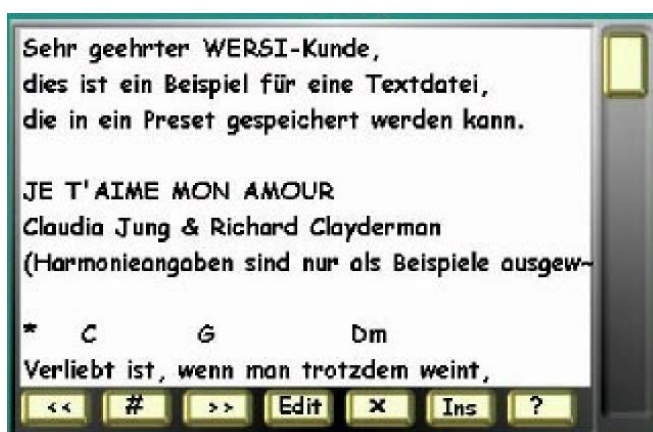 Sehr geehrter WERSI-Kunde,
dies ist ein Beispiel für eine Textdatei,
die in ein Preset gespeichert werden kann.
JE T'AIME MON AMOUR
Claudia Jung & Richard Clayderman
(Harmonieangaben sind nur als Beispiele ausgew~
* C G Dm
Verliebt ist, wenn man trotzdem weint,
<< # >> Edit x Ins ?